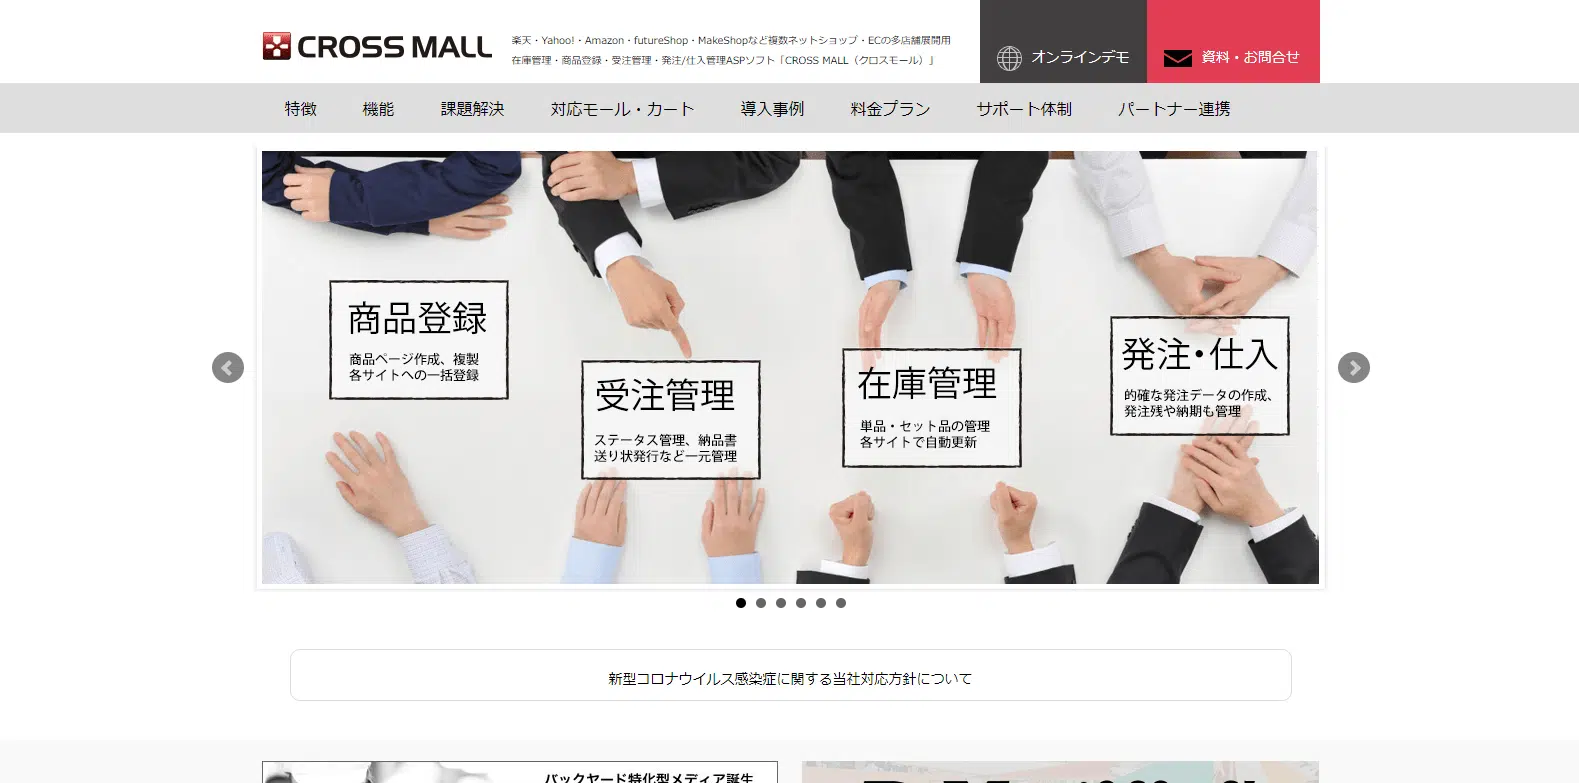 CROSS MALL
楽天・Yahoo!・Amazon・futureShop・MakeShopなど複数ネットショップ・ECの多店舗展開用
在庫管理・商品登録・受注管理・発注/仕入管理ASPソフト「CROSS MALL（クロスモール）」
オンラインデモ
資料・お問合せ
特徴 機能 課題解決 対応モール・カート 導入事例 料金プラン サポート体制 パートナー連携
商品登録
商品ページ作成、複製
各サイトへの一括登録
受注管理
ステータス管理、納品書
送り状発行など一元管理
在庫管理
単品・セット品の管理
各サイトで自動更新
発注・仕入
的確な発注データの作成、
発注残や納期も管理
新型コロナウイルス感染症に関する当社対応方針について
バックヤード特化型メディア誕生